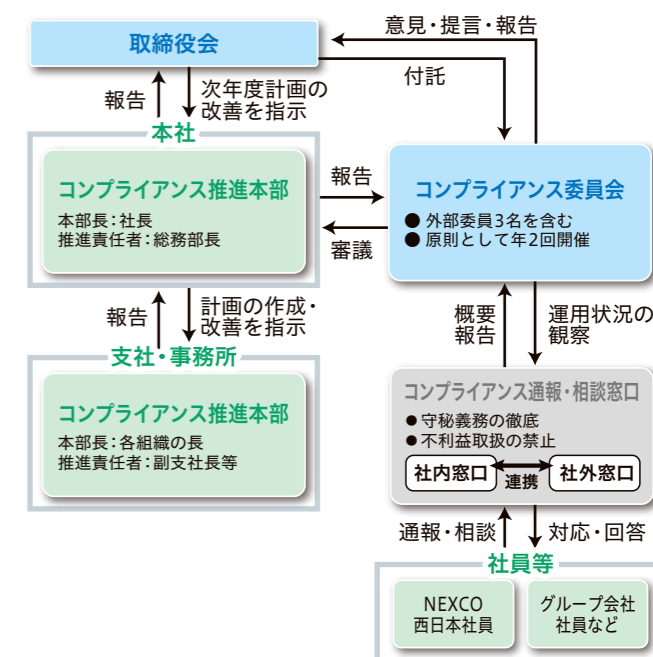 取締役会
意見・提言・報告
付託
報告
次年度計画の
改善を指示
本社
コンプライアンス推進本部
本部長：社長
推進責任者：総務部長
報告
審議
コンプライアンス委員会
● 外部委員3名を含む
● 原則として年2回開催
報告
計画の作成・
改善を指示
概要
報告
運用状況の
観察
支社・事務所
コンプライアンス推進本部
本部長：各組織の長
推進責任者：副支社長等
コンプライアンス通報・相談窓口
● 守秘義務の徹底
● 不利益取扱の禁止
社内窓口
連携
社外窓口
通報・相談
対応・回答
社員等
NEXCO
西日本社員
グループ会社
社員など